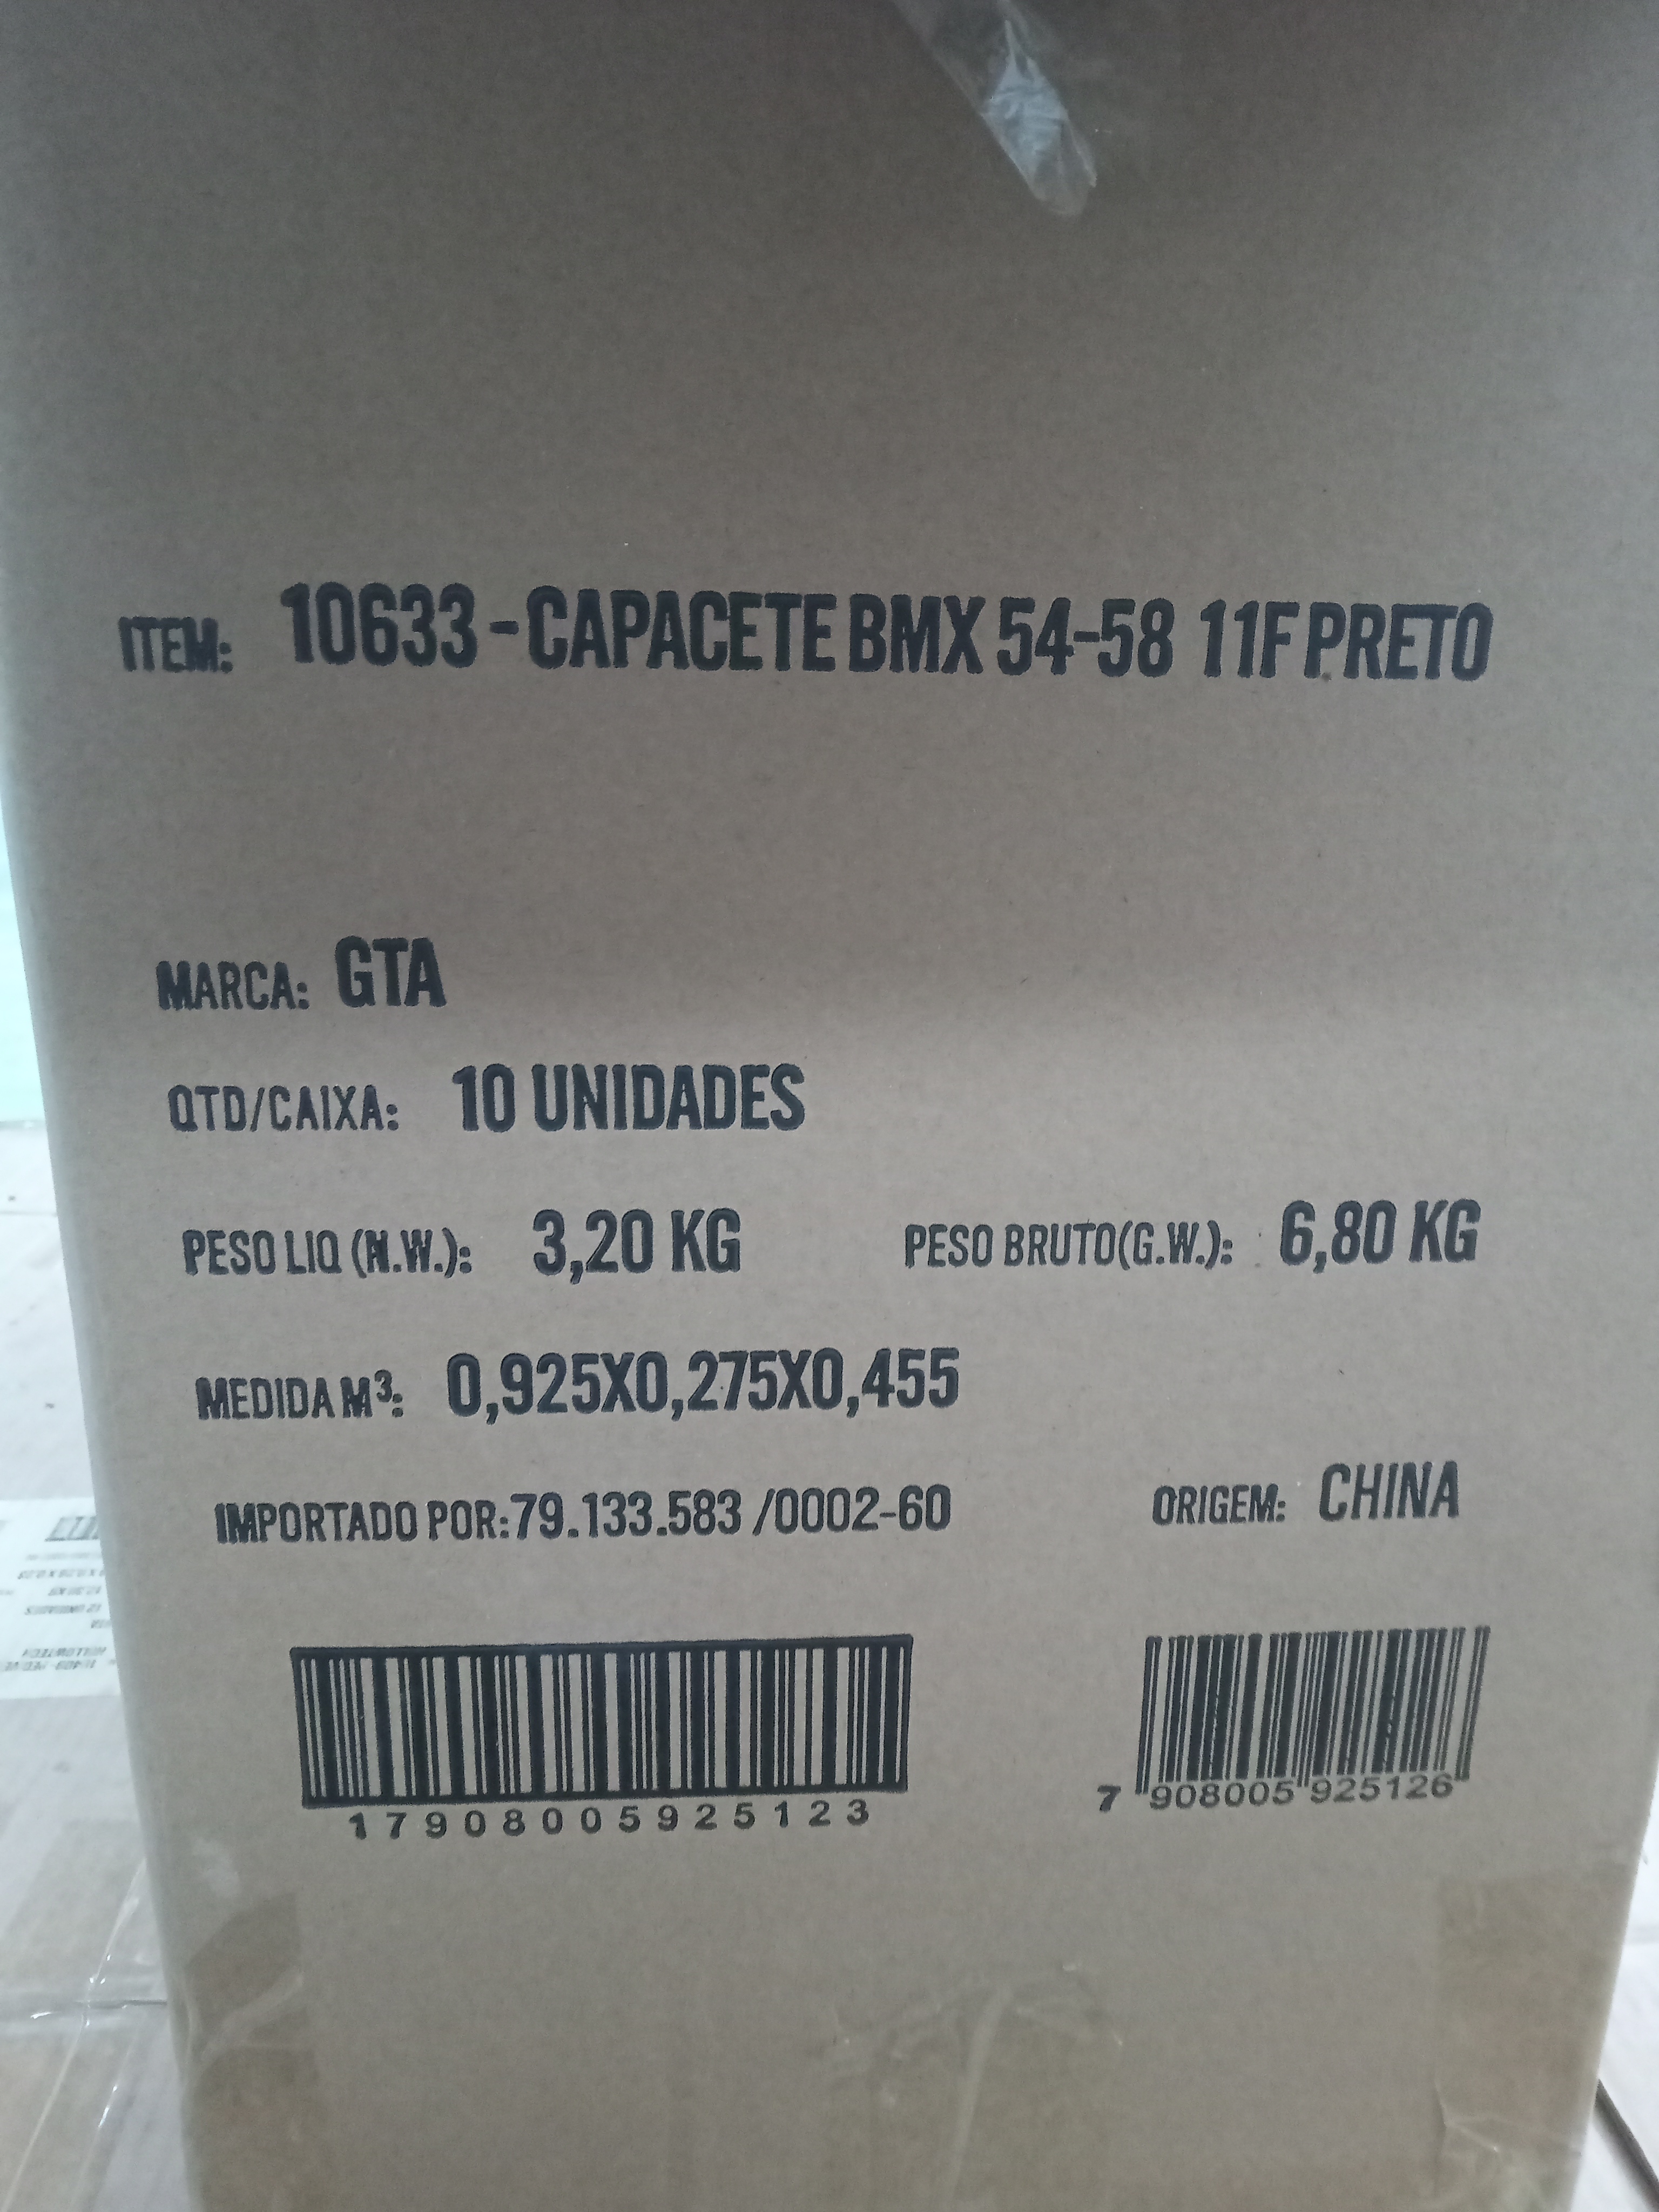 ITEM: 10633 - CAPACETE BMX 54-58 11F PRETO
MARCA: GTA
QTD/CAIXA: 10 UNIDADES
PESO LIQ (N.W.): 3,20 KG PESO BRUTO(G.W.): 6,80 KG
MEDIDA M³: 0,925X0,275X0,455
IMPORTADO POR:79.133.583 /0002-60 ORIGEM: CHINA
17908005925123
7 908005 925126
12 UNIDADES